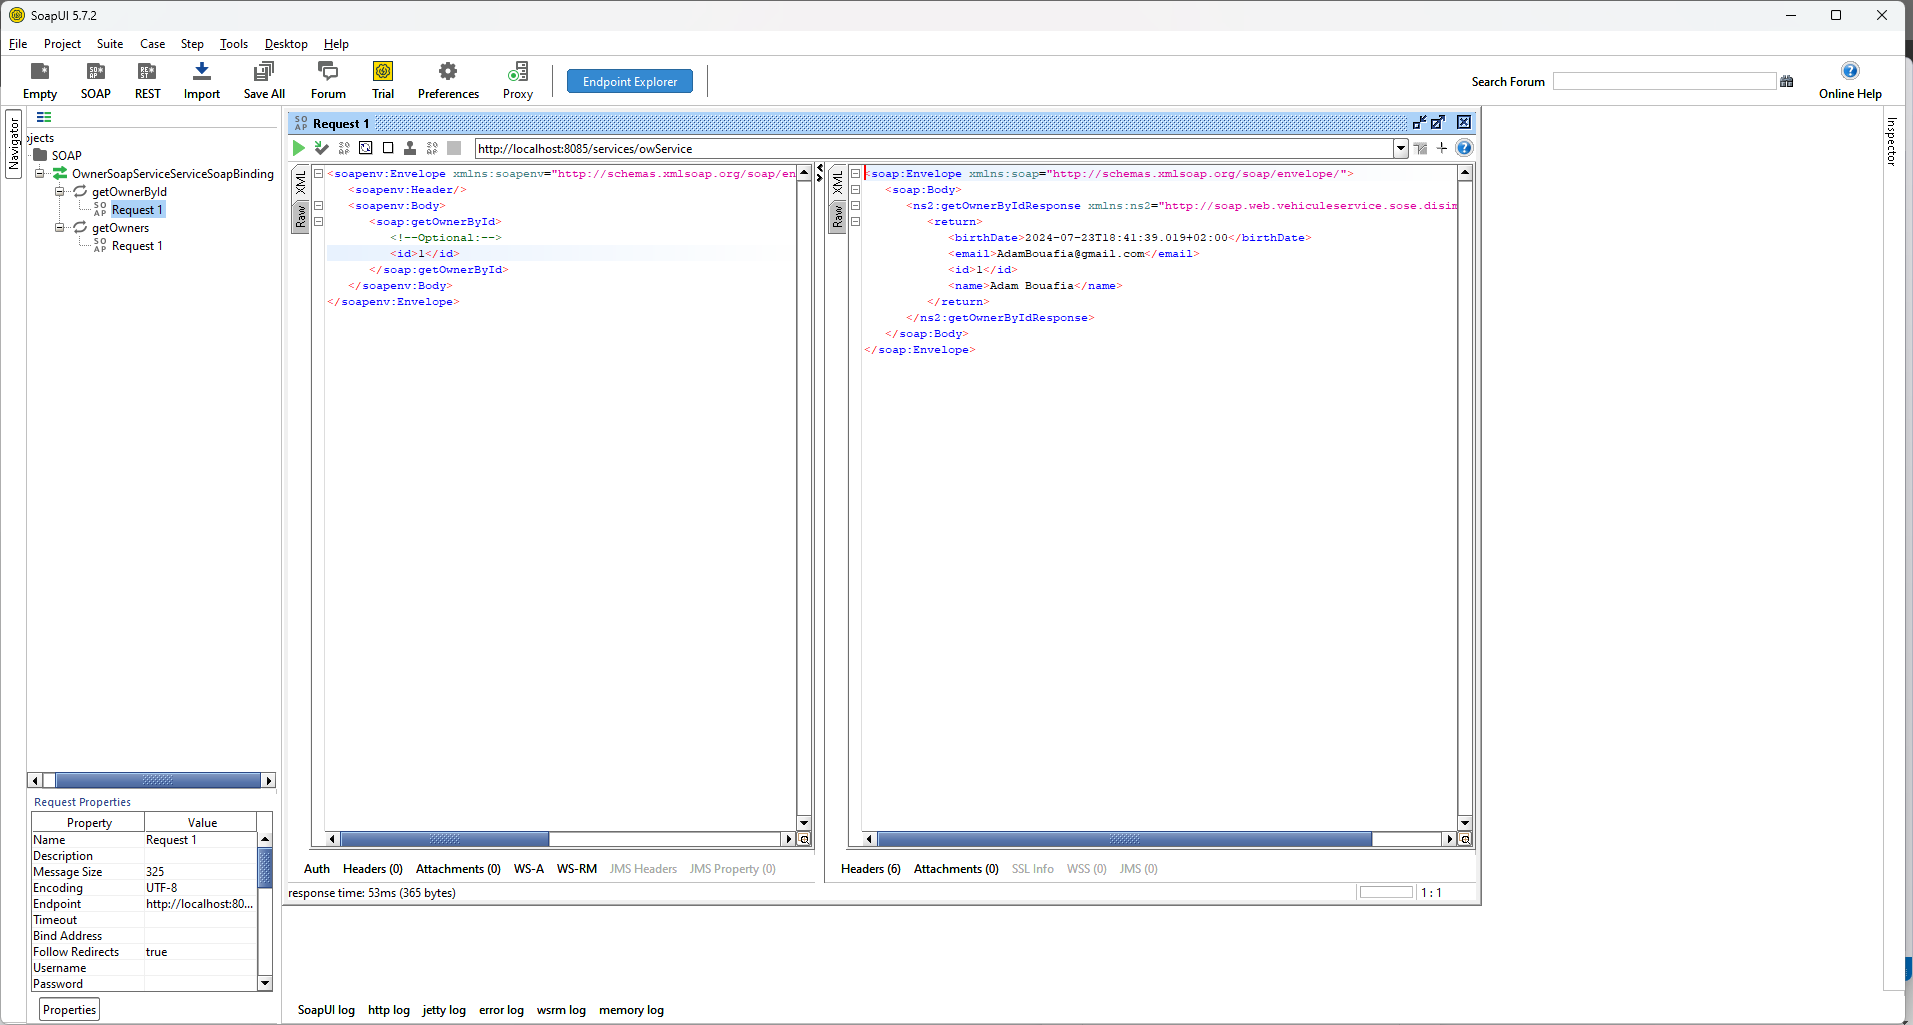 SoapUI 5.7.2
File Project Suite Case Step Tools Desktop Help
Empty SOAP REST Import Save All Forum Trial Preferences Proxy
Endpoint Explorer
Search Forum
Online Help
Navigator
ojects
SOAP
OwnerSoapServiceServiceSoapBinding
getOwnerById
SO AP Request 1
getOwners
SO AP Request 1
Request Properties
Property Value
Name Request 1
Description
Message Size 325
Encoding UTF-8
Endpoint http://localhost:80...
Timeout
Bind Address
Follow Redirects true
Username
Password
Properties
SO AP Request 1
http://localhost:8085/services/owService
XML
Raw
<soapenv:Envelope xmlns:soapenv="http://schemas.xmlsoap.org/soap/en
<soapenv:Header/>
<soapenv:Body>
<soap:getOwnerById>
<!--Optional:-->
<id>1</id>
</soap:getOwnerById>
</soapenv:Body>
</soapenv:Envelope>
Auth Headers (0) Attachments (0) WS-A WS-RM JMS Headers JMS Property (0)
response time: 53ms (365 bytes)
XML
Raw
<soap:Envelope xmlns:soap="http://schemas.xmlsoap.org/soap/envelope/">
<soap:Body>
<ns2:getOwnerByIdResponse xmlns:ns2="http://soap.web.vehiculeservice.sose.disim
<return>
<birthDate>2024-07-23T18:41:39.019+02:00</birthDate>
<email>AdamBouafia@gmail.com</email>
<id>1</id>
<name>Adam Bouafia</name>
</return>
</ns2:getOwnerByIdResponse>
</soap:Body>
</soap:Envelope>
Headers (6) Attachments (0) SSL Info WSS (0) JMS (0)
1 : 1
Inspector
SoapUI log http log jetty log error log wsrm log memory log